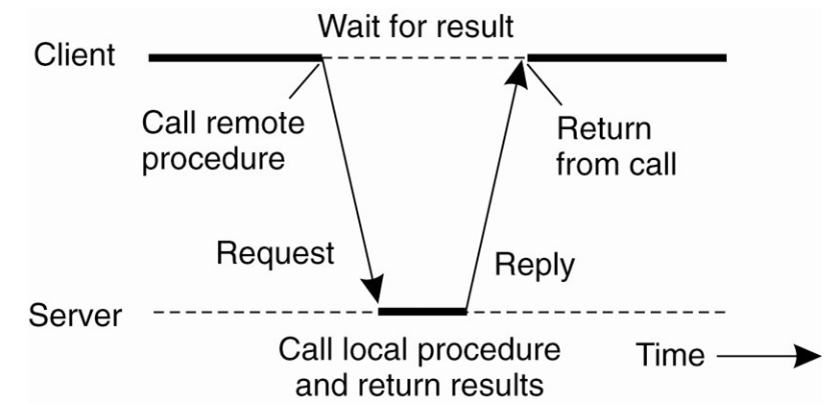 Wait for result
Client
Call remote
procedure
Return
from call
Request
Reply
Server
Call local procedure
and return results
Time